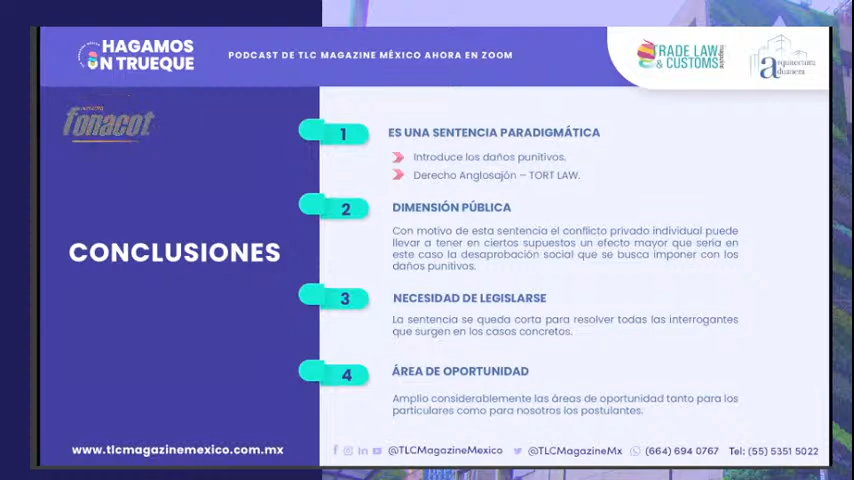 HAGAMOS
UN TRUEQUE
PODCAST DE TLC MAGAZINE MÉXICO AHORA EN ZOOM
TRADE LAW
& CUSTOMS
arquitectura
aduanera
fonacot
CONCLUSIONES
1
ES UNA SENTENCIA PARADIGMÁTICA
Introduce los daños punitivos.
Derecho Anglosajón – TORT LAW.
2
DIMENSIÓN PÚBLICA
Con motivo de esta sentencia el conflicto privado individual puede
llevar a tener en ciertos supuestos un efecto mayor que seria en
este caso la desaprobación social que se busca imponer con los
daños punitivos.
3
NECESIDAD DE LEGISLARSE
La sentencia se queda corta para resolver todas las interrogantes
que surgen en los casos concretos.
4
ÁREA DE OPORTUNIDAD
Amplio considerablemente las áreas de oportunidad tanto para los
particulares como para nosotros los postulantes.
www.tlcmagazinemexico.com.mx
@TLCMagazineMexico
@TLCMagazineMx
(664) 694 0767
Tel: (55) 5351 5022